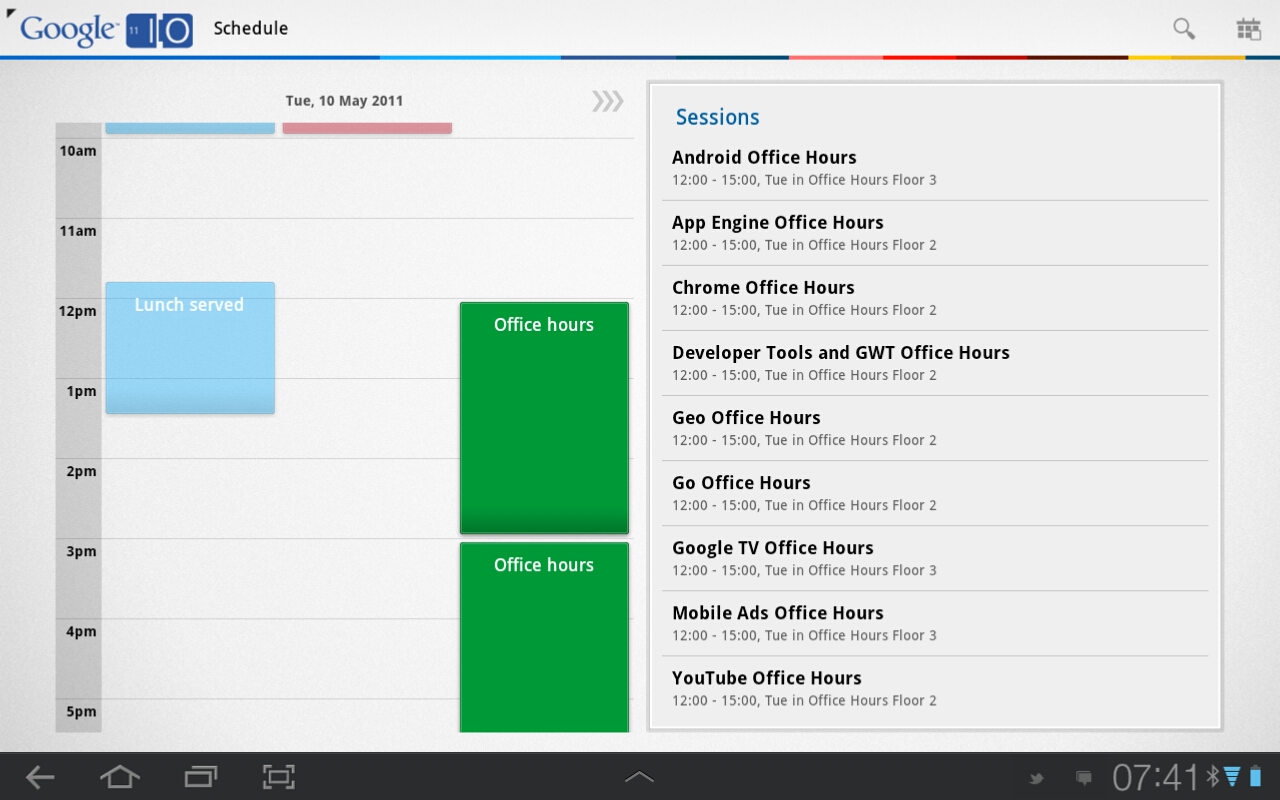 Google 11 IO Schedule
Tue, 10 May 2011
10am
11am
12pm
1pm
2pm
3pm
4pm
5pm
Lunch served
Office hours
Office hours
Sessions
Android Office Hours
12:00 - 15:00, Tue in Office Hours Floor 3
App Engine Office Hours
12:00 - 15:00, Tue in Office Hours Floor 2
Chrome Office Hours
12:00 - 15:00, Tue in Office Hours Floor 2
Developer Tools and GWT Office Hours
12:00 - 15:00, Tue in Office Hours Floor 2
Geo Office Hours
12:00 - 15:00, Tue in Office Hours Floor 2
Go Office Hours
12:00 - 15:00, Tue in Office Hours Floor 2
Google TV Office Hours
12:00 - 15:00, Tue in Office Hours Floor 3
Mobile Ads Office Hours
12:00 - 15:00, Tue in Office Hours Floor 3
YouTube Office Hours
12:00 - 15:00, Tue in Office Hours Floor 2
07:41